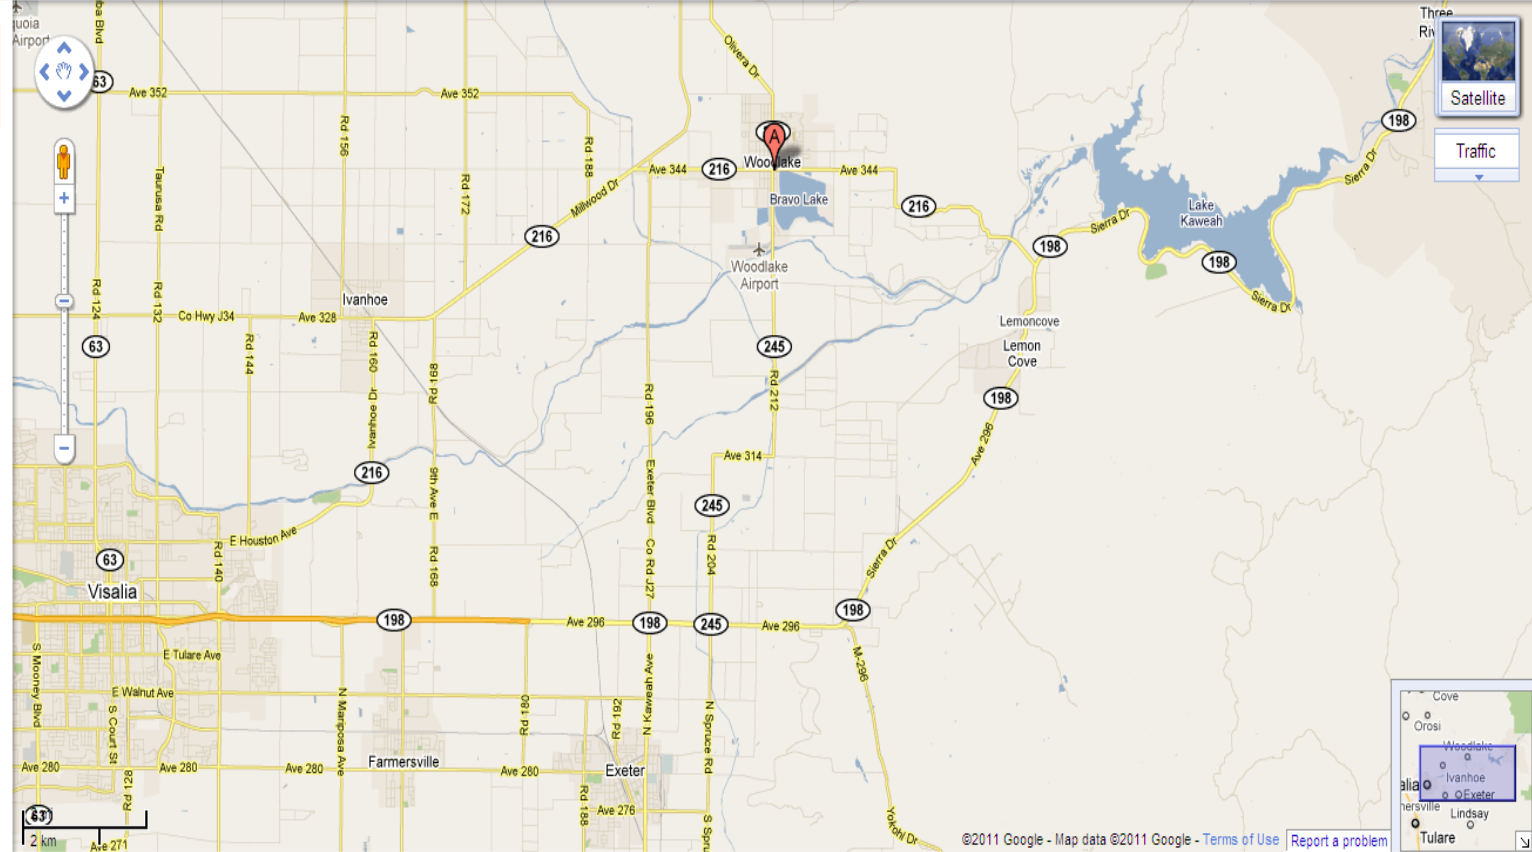 Three
quoia
Airport
Satellite
Traffic
63
Ave 352
Ave 352
Olivera Dr
198
Rd 156
Rd 188
Taurusa Rd
Rd 172
A
Woodlake
Ave 344
216
Ave 344
Millwood Dr
Bravo Lake
216
Sierra Dr
Lake
Kaweah
216
Sierra Dr
198
198
Woodlake
Airport
Rd 124
Rd 132
Ivanhoe
Co Hwy J34
Ave 328
Sierra Dr
Lemoncove
Lemon
Cove
63
Rd 144
Rd 160
245
Rd 168
Rd 196
Rd 212
198
Ivanhoe Dr
Ave 296
Ave 314
216
9th Ave E
Exeter Blvd
245
E Houston Ave
Rd 140
Rd 168
Co Rd J27
Rd 204
Sierra Dr
63
Visalia
198
Ave 296
198
245
Ave 296
198
E Tulare Ave
S Mooney Blvd
N Kaweah Ave
M-296
E Walnut Ave
S Court St
N Mariposa Ave
Rd 180
Rd 192
N Spruce Rd
Ave 280
Ave 280
Ave 280
Farmersville
Ave 280
Exeter
Rd 128
Rd 188
Ave 276
S Spru
63
2 km
Ave 271
Yokohl Dr
©2011 Google - Map data ©2011 Google - Terms of Use
Report a problem
Cove
Orosi
Woodlake
alia
Ivanhoe
Exeter
mersville
Lindsay
Tulare